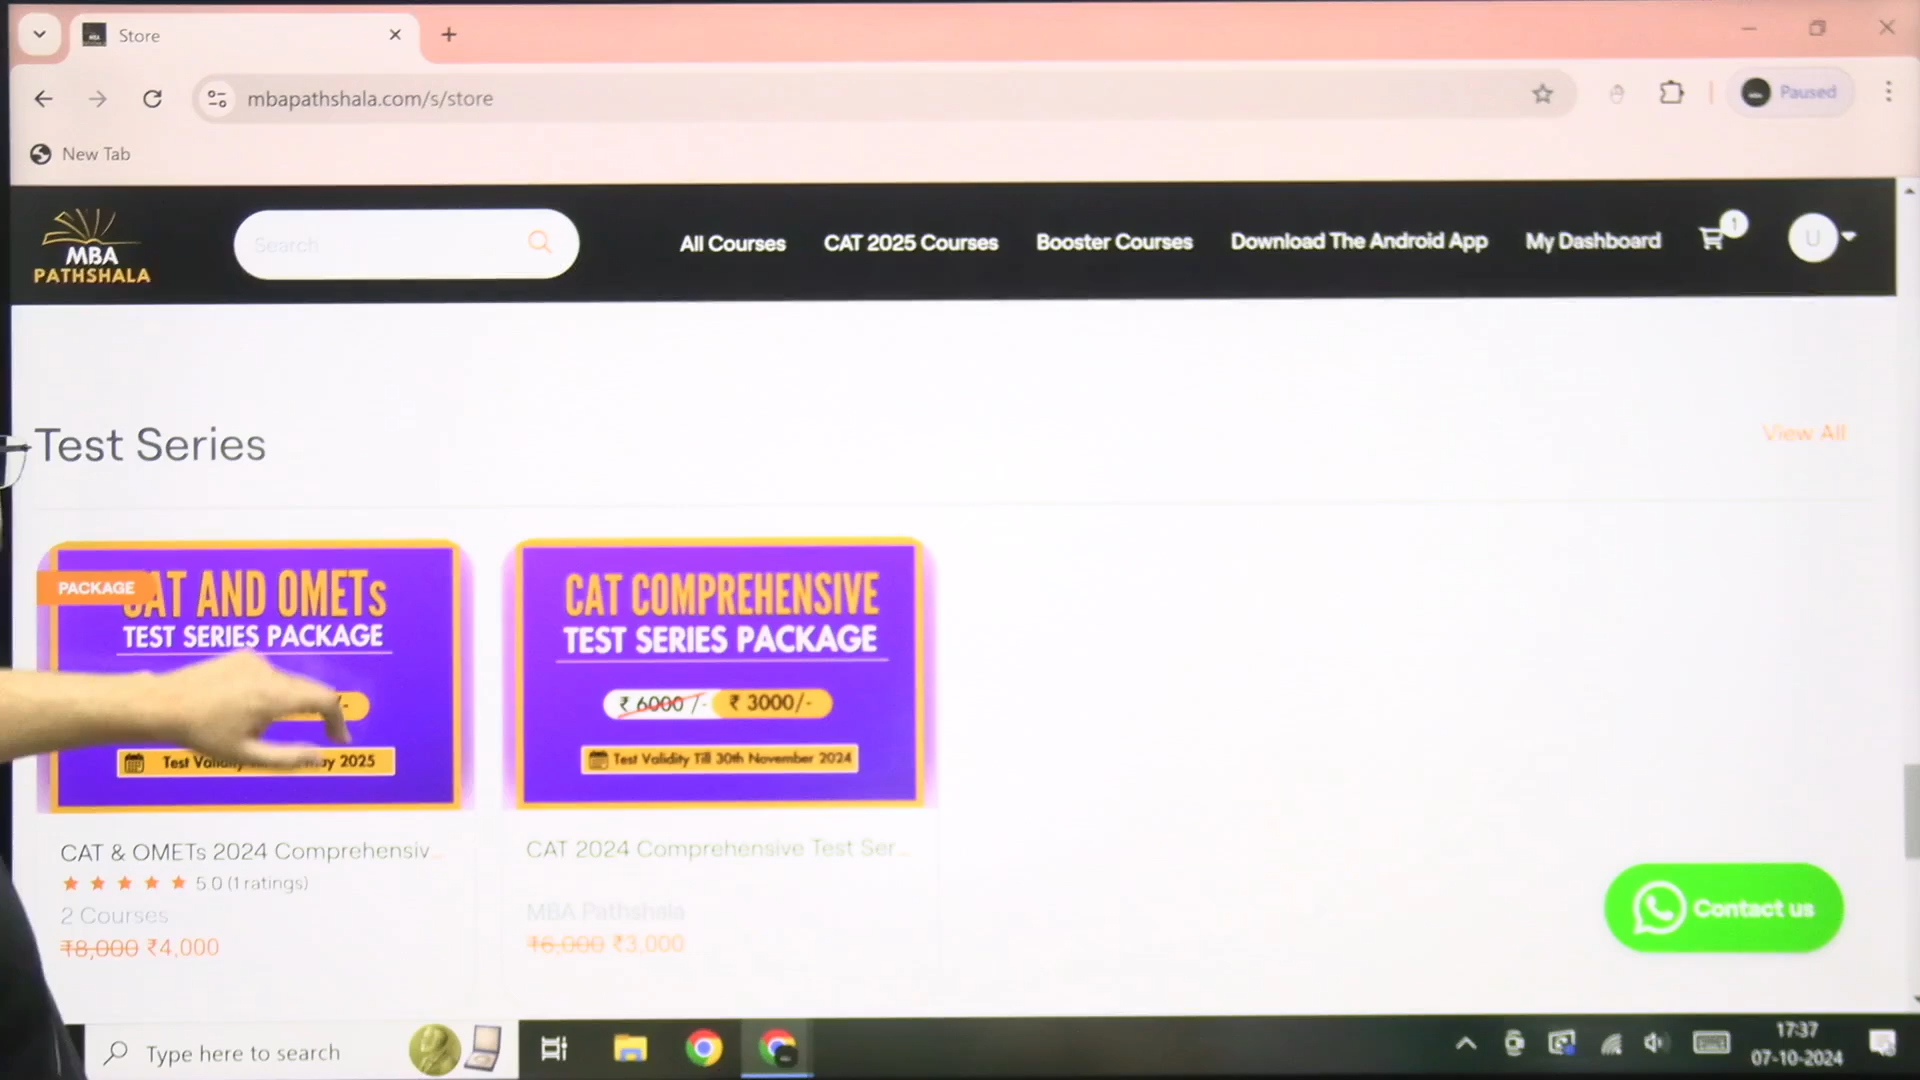 Store
mbapathshala.com/s/store
Paused
New Tab
MBA
PATHSHALA
Search
All Courses
CAT 2025 Courses
Booster Courses
Download The Android App
My Dashboard
1
U
Test Series
View All
PACKAGE
CAT AND OMETs
TEST SERIES PACKAGE
/-
Test May 2025
CAT COMPREHENSIVE
TEST SERIES PACKAGE
₹ 6000 /- ₹ 3000/-
Test Validity Till 30th November 2024
CAT & OMETs 2024 Comprehensiv...
5.0 (1 ratings)
2 Courses
₹8,000 ₹4,000
CAT 2024 Comprehensive Test Ser...
MBA Pathshala
₹6,000 ₹3,000
Contact us
Type here to search
17:37
07-10-2024